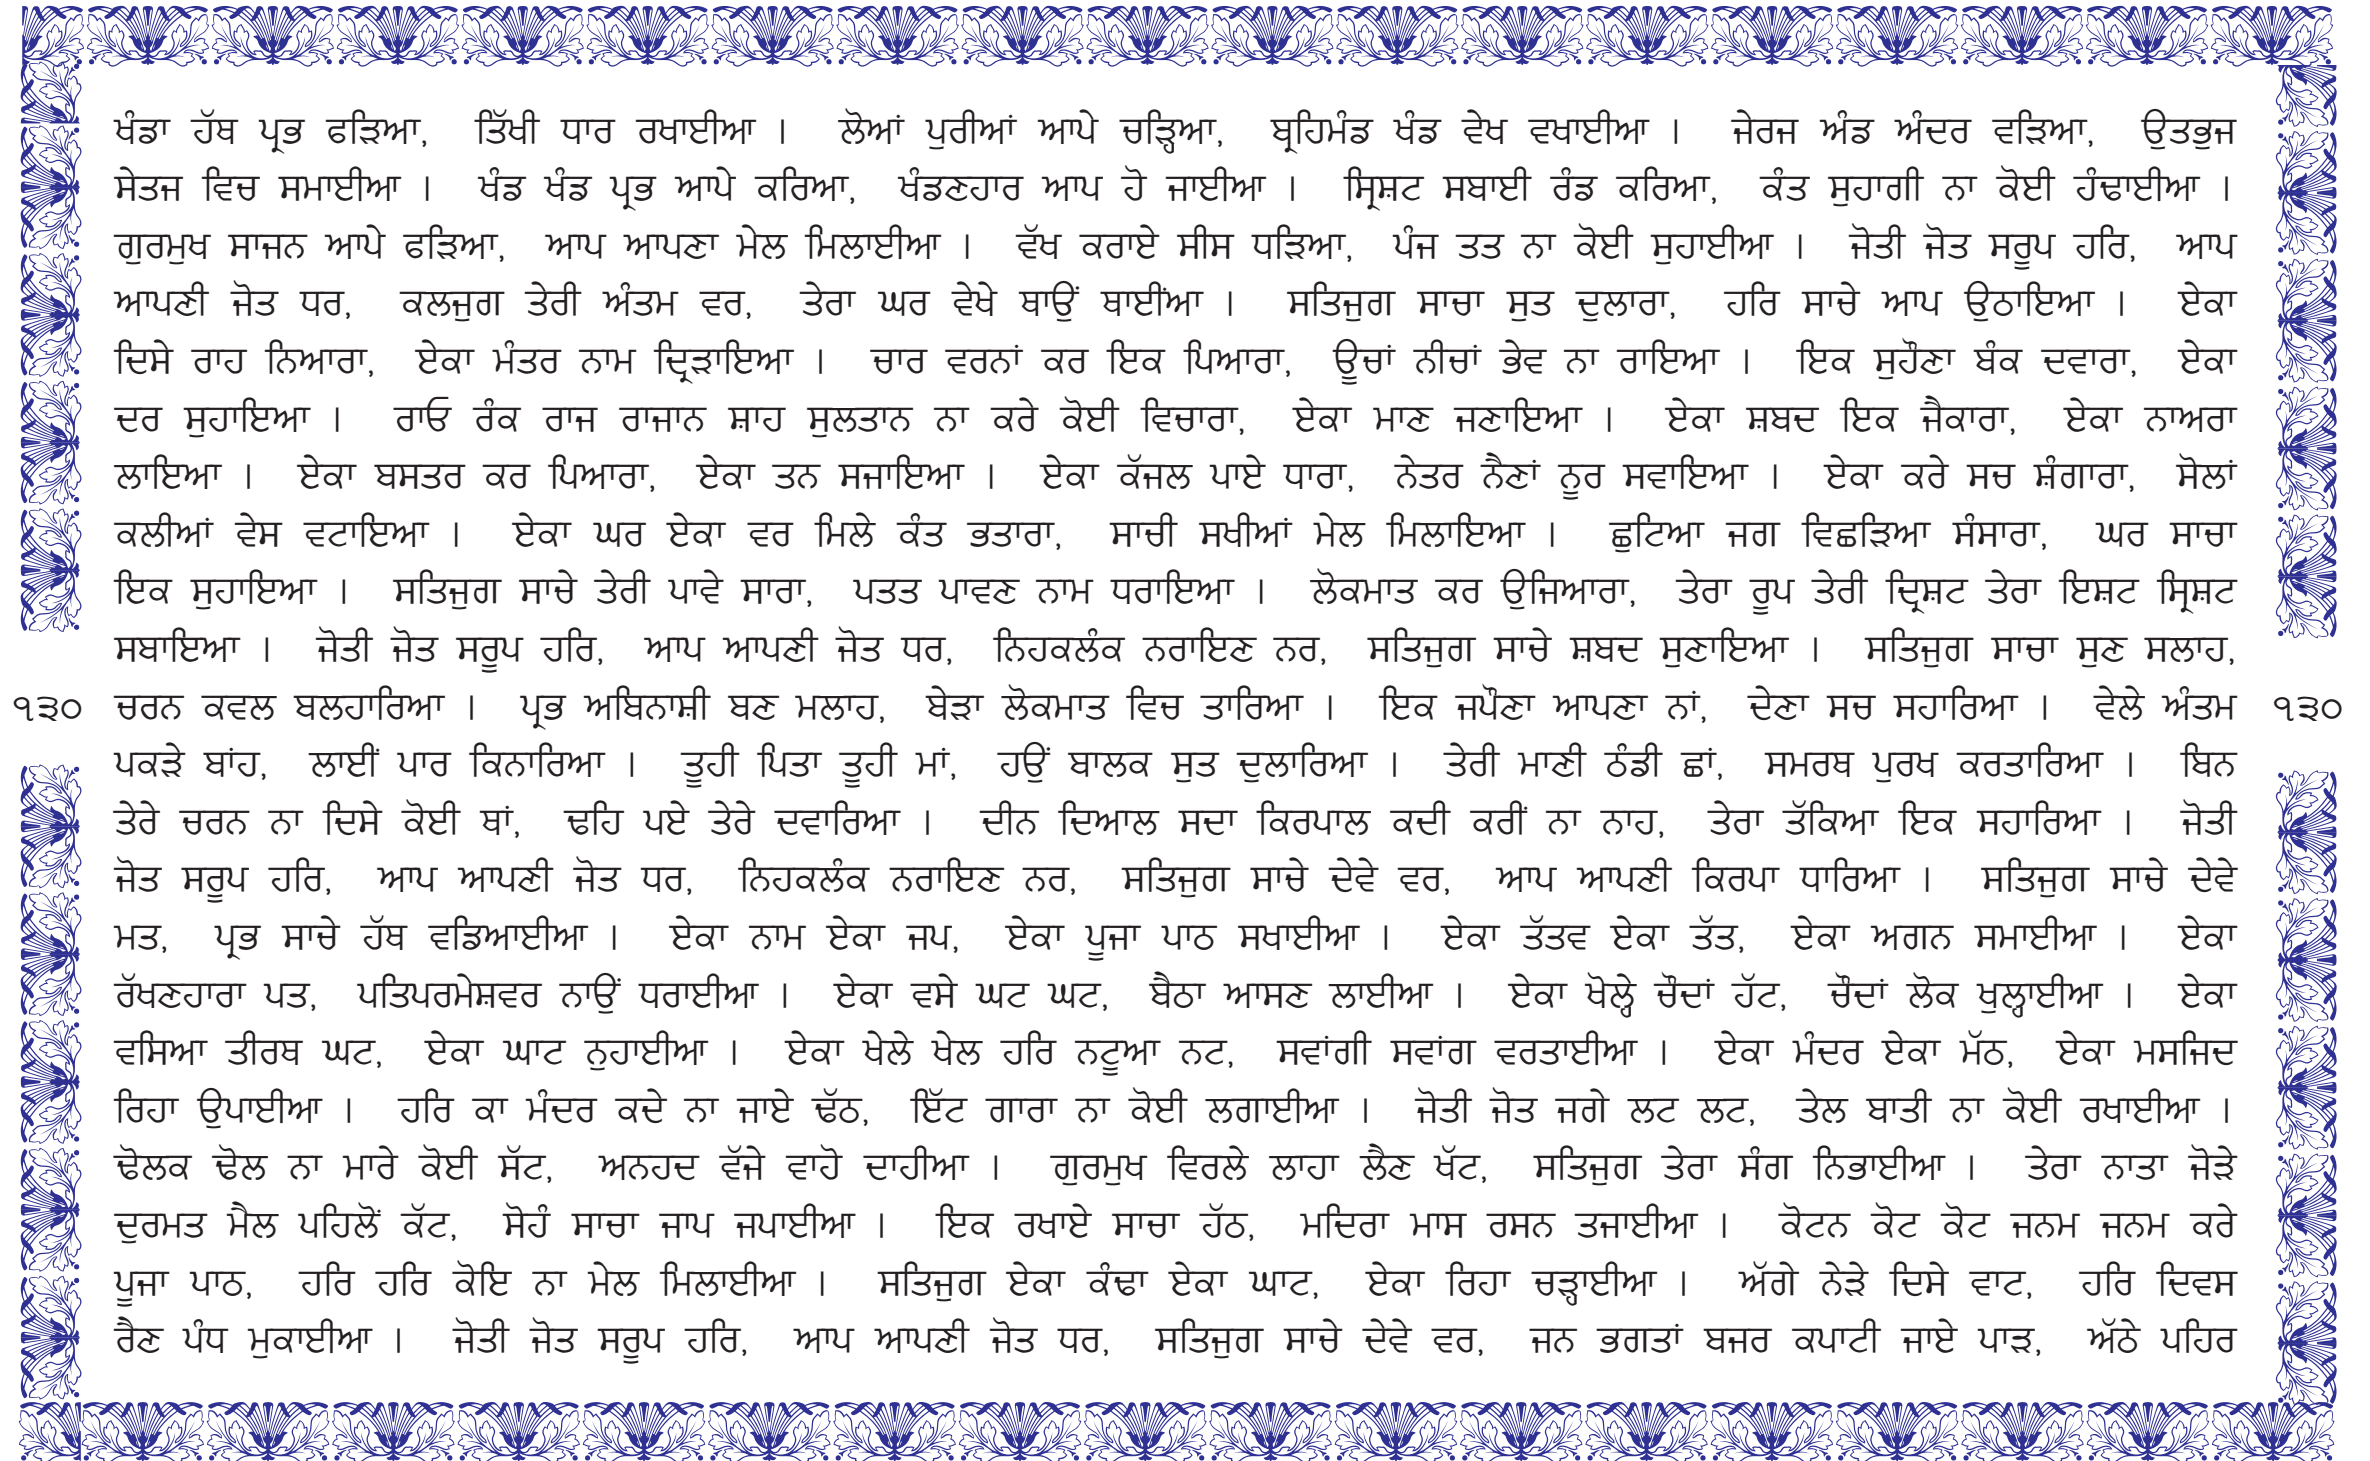 ਖੰਡਾ ਹੱਥ ਪ੍ਰਭ ਫੜਿਆ, ਤਿੱਖੀ ਧਾਰ ਰਖਾਈਆ । ਲੋਆਂ ਪੁਰੀਆਂ ਆਪੇ ਚੜ੍ਹਿਆ, ਬ੍ਰਹਿਮੰਡ ਖੰਡ ਵੇਖ ਵਖਾਈਆ । ਜੇਰਜ ਅੰਡ ਅੰਦਰ ਵੜਿਆ, ਉਤਭੁਜ
ਸੇਤਜ ਵਿਚ ਸਮਾਈਆ । ਖੰਡ ਖੰਡ ਪ੍ਰਭ ਆਪੇ ਕਰਿਆ, ਖੰਡਣਹਾਰ ਆਪ ਹੋ ਜਾਈਆ । ਸ੍ਰਿਸ਼ਟ ਸਬਾਈ ਰੰਡ ਕਰਿਆ, ਕੰਤ ਸੁਹਾਗੀ ਨਾ ਕੋਈ ਹੰਢਾਈਆ ।
ਗੁਰਮੁਖ ਸਾਜਨ ਆਪੇ ਫੜਿਆ, ਆਪ ਆਪਣਾ ਮੇਲ ਮਿਲਾਈਆ । ਵੱਖ ਕਰਾਏ ਸੀਸ ਧੜਿਆ, ਪੰਜ ਤਤ ਨਾ ਕੋਈ ਸੁਹਾਈਆ । ਜੋਤੀ ਜੋਤ ਸਰੂਪ ਹਰਿ, ਆਪ
ਆਪਣੀ ਜੋਤ ਧਰ, ਕਲਜੁਗ ਤੇਰੀ ਅੰਤਮ ਵਰ, ਤੇਰਾ ਘਰ ਵੇਖੇ ਥਾਉਂ ਥਾਈਂਆ । ਸਤਿਜੁਗ ਸਾਚਾ ਸੁਤ ਦੁਲਾਰਾ, ਹਰਿ ਸਾਚੇ ਆਪ ਉਠਾਇਆ । ਏਕਾ
ਦਿਸੇ ਰਾਹ ਨਿਆਰਾ, ਏਕਾ ਮੰਤਰ ਨਾਮ ਦ੍ਰਿੜਾਇਆ । ਚਾਰ ਵਰਨਾਂ ਕਰ ਇਕ ਪਿਆਰਾ, ਊਚਾਂ ਨੀਚਾਂ ਭੇਵ ਨਾ ਰਾਇਆ । ਇਕ ਸੁਹੌਣਾ ਬੰਕ ਦਵਾਰਾ, ਏਕਾ
ਦਰ ਸੁਹਾਇਆ । ਰਾਓ ਰੰਕ ਰਾਜ ਰਾਜਾਨ ਸ਼ਾਹ ਸੁਲਤਾਨ ਨਾ ਕਰੇ ਕੋਈ ਵਿਚਾਰਾ, ਏਕਾ ਮਾਣ ਜਣਾਇਆ । ਏਕਾ ਸ਼ਬਦ ਇਕ ਜੈਕਾਰਾ, ਏਕਾ ਨਾਅਰਾ
ਲਾਇਆ । ਏਕਾ ਬਸਤਰ ਕਰ ਪਿਆਰਾ, ਏਕਾ ਤਨ ਸਜਾਇਆ । ਏਕਾ ਕੱਜਲ ਪਾਏ ਧਾਰਾ, ਨੇਤਰ ਨੈਣਾਂ ਨੂਰ ਸਵਾਇਆ । ਏਕਾ ਕਰੇ ਸਚ ਸ਼ੰਗਾਰਾ, ਸੋਲਾਂ
ਕਲੀਆਂ ਵੇਸ ਵਟਾਇਆ । ਏਕਾ ਘਰ ਏਕਾ ਵਰ ਮਿਲੇ ਕੰਤ ਭਤਾਰਾ, ਸਾਚੀ ਸਖੀਆਂ ਮੇਲ ਮਿਲਾਇਆ । ਛੁਟਿਆ ਜਗ ਵਿਛੜਿਆ ਸੰਸਾਰਾ, ਘਰ ਸਾਚਾ
ਇਕ ਸੁਹਾਇਆ । ਸਤਿਜੁਗ ਸਾਚੇ ਤੇਰੀ ਪਾਵੇ ਸਾਰਾ, ਪਤਤ ਪਾਵਣ ਨਾਮ ਧਰਾਇਆ । ਲੋਕਮਾਤ ਕਰ ਉਜਿਆਰਾ, ਤੇਰਾ ਰੂਪ ਤੇਰੀ ਦ੍ਰਿਸ਼ਟ ਤੇਰਾ ਇਸ਼ਟ ਸ੍ਰਿਸ਼ਟ
ਸਬਾਇਆ । ਜੋਤੀ ਜੋਤ ਸਰੂਪ ਹਰਿ, ਆਪ ਆਪਣੀ ਜੋਤ ਧਰ, ਨਿਹਕਲੰਕ ਨਰਾਇਣ ਨਰ, ਸਤਿਜੁਗ ਸਾਚੇ ਸ਼ਬਦ ਸੁਣਾਇਆ । ਸਤਿਜੁਗ ਸਾਚਾ ਸੁਣ ਸਲਾਹ,
੧੩੦ ਚਰਨ ਕਵਲ ਬਲਹਾਰਿਆ । ਪ੍ਰਭ ਅਬਿਨਾਸ਼ੀ ਬਣ ਮਲਾਹ, ਬੇੜਾ ਲੋਕਮਾਤ ਵਿਚ ਤਾਰਿਆ । ਇਕ ਜਪੌਣਾ ਆਪਣਾ ਨਾਂ, ਦੇਣਾ ਸਚ ਸਹਾਰਿਆ । ਵੇਲੇ ਅੰਤਮ ੧੩੦
ਪਕੜੇ ਬਾਂਹ, ਲਾਈਂ ਪਾਰ ਕਿਨਾਰਿਆ । ਤੂਹੀ ਪਿਤਾ ਤੂਹੀ ਮਾਂ, ਹਉਂ ਬਾਲਕ ਸੁਤ ਦੁਲਾਰਿਆ । ਤੇਰੀ ਮਾਣੀ ਠੰਡੀ ਛਾਂ, ਸਮਰਥ ਪੁਰਖ ਕਰਤਾਰਿਆ । ਬਿਨ
ਤੇਰੇ ਚਰਨ ਨਾ ਦਿਸੇ ਕੋਈ ਥਾਂ, ਢਹਿ ਪਏ ਤੇਰੇ ਦਵਾਰਿਆ । ਦੀਨ ਦਿਆਲ ਸਦਾ ਕਿਰਪਾਲ ਕਦੀ ਕਰੀਂ ਨਾ ਨਾਹ, ਤੇਰਾ ਤੱਕਿਆ ਇਕ ਸਹਾਰਿਆ । ਜੋਤੀ
ਜੋਤ ਸਰੂਪ ਹਰਿ, ਆਪ ਆਪਣੀ ਜੋਤ ਧਰ, ਨਿਹਕਲੰਕ ਨਰਾਇਣ ਨਰ, ਸਤਿਜੁਗ ਸਾਚੇ ਦੇਵੇ ਵਰ, ਆਪ ਆਪਣੀ ਕਿਰਪਾ ਧਾਰਿਆ । ਸਤਿਜੁਗ ਸਾਚੇ ਦੇਵੇ
ਮਤ, ਪ੍ਰਭ ਸਾਚੇ ਹੱਥ ਵਡਿਆਈਆ । ਏਕਾ ਨਾਮ ਏਕਾ ਜਪ, ਏਕਾ ਪੂਜਾ ਪਾਠ ਸਖਾਈਆ । ਏਕਾ ਤੱਤਵ ਏਕਾ ਤੱਤ, ਏਕਾ ਅਗਨ ਸਮਾਈਆ । ਏਕਾ
ਰੱਖਣਹਾਰਾ ਪਤ, ਪਤਿਪਰਮੇਸ਼ਵਰ ਨਾਉਂ ਧਰਾਈਆ । ਏਕਾ ਵਸੇ ਘਟ ਘਟ, ਬੈਠਾ ਆਸਣ ਲਾਈਆ । ਏਕਾ ਖੋਲ੍ਹੇ ਚੌਦਾਂ ਹੱਟ, ਚੌਦਾਂ ਲੋਕ ਖੁਲ੍ਹਾਈਆ । ਏਕਾ
ਵਸਿਆ ਤੀਰਥ ਘਟ, ਏਕਾ ਘਾਟ ਨੁਹਾਈਆ । ਏਕਾ ਖੇਲੇ ਖੇਲ ਹਰਿ ਨਟੂਆ ਨਟ, ਸਵਾਂਗੀ ਸਵਾਂਗ ਵਰਤਾਈਆ । ਏਕਾ ਮੰਦਰ ਏਕਾ ਮੱਠ, ਏਕਾ ਮਸਜਿਦ
ਰਿਹਾ ਉਪਾਈਆ । ਹਰਿ ਕਾ ਮੰਦਰ ਕਦੇ ਨਾ ਜਾਏ ਢੱਠ, ਇੱਟ ਗਾਰਾ ਨਾ ਕੋਈ ਲਗਾਈਆ । ਜੋਤੀ ਜੋਤ ਜਗੇ ਲਟ ਲਟ, ਤੇਲ ਬਾਤੀ ਨਾ ਕੋਈ ਰਖਾਈਆ ।
ਢੋਲਕ ਢੋਲ ਨਾ ਮਾਰੇ ਕੋਈ ਸੱਟ, ਅਨਹਦ ਵੱਜੇ ਵਾਹੋ ਦਾਹੀਆ । ਗੁਰਮੁਖ ਵਿਰਲੇ ਲਾਹਾ ਲੈਣ ਖੱਟ, ਸਤਿਜੁਗ ਤੇਰਾ ਸੰਗ ਨਿਭਾਈਆ । ਤੇਰਾ ਨਾਤਾ ਜੋੜੇ
ਦੁਰਮਤ ਮੈਲ ਪਹਿਲੋਂ ਕੱਟ, ਸੋਹੰ ਸਾਚਾ ਜਾਪ ਜਪਾਈਆ । ਇਕ ਰਖਾਏ ਸਾਚਾ ਹੱਠ, ਮਦਿਰਾ ਮਾਸ ਰਸਨ ਤਜਾਈਆ । ਕੋਟਨ ਕੋਟ ਕੋਟ ਜਨਮ ਜਨਮ ਕਰੇ
ਪੂਜਾ ਪਾਠ, ਹਰਿ ਹਰਿ ਕੋਇ ਨਾ ਮੇਲ ਮਿਲਾਈਆ । ਸਤਿਜੁਗ ਏਕਾ ਕੰਢਾ ਏਕਾ ਘਾਟ, ਏਕਾ ਰਿਹਾ ਚੜ੍ਹਾਈਆ । ਅੱਗੇ ਨੇੜੇ ਦਿਸੇ ਵਾਟ, ਹਰਿ ਦਿਵਸ
ਰੈਣ ਪੰਧ ਮੁਕਾਈਆ । ਜੋਤੀ ਜੋਤ ਸਰੂਪ ਹਰਿ, ਆਪ ਆਪਣੀ ਜੋਤ ਧਰ, ਸਤਿਜੁਗ ਸਾਚੇ ਦੇਵੇ ਵਰ, ਜਨ ਭਗਤਾਂ ਬਜਰ ਕਪਾਟੀ ਜਾਏ ਪਾੜ, ਅੱਠੇ ਪਹਿਰ